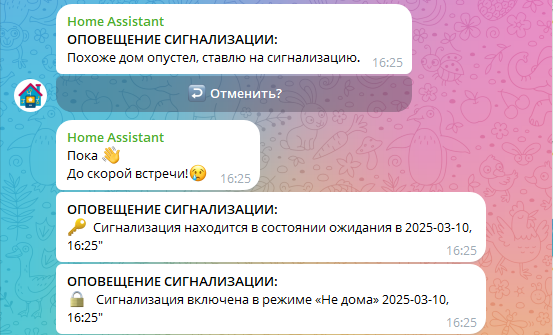 Home Assistant
ОПОВЕЩЕНИЕ СИГНАЛИЗАЦИИ:
Похоже дом опустел, ставлю на сигнализацию. 16:25
↩️ Отменить?
Home Assistant
Пока 👋
До скорой встречи!😢 16:25
ОПОВЕЩЕНИЕ СИГНАЛИЗАЦИИ:
🔑 Сигнализация находится в состоянии ожидания в 2025-03-10,
16:25" 16:25
ОПОВЕЩЕНИЕ СИГНАЛИЗАЦИИ:
🔒 Сигнализация включена в режиме «Не дома» 2025-03-10,
16:25" 16:25